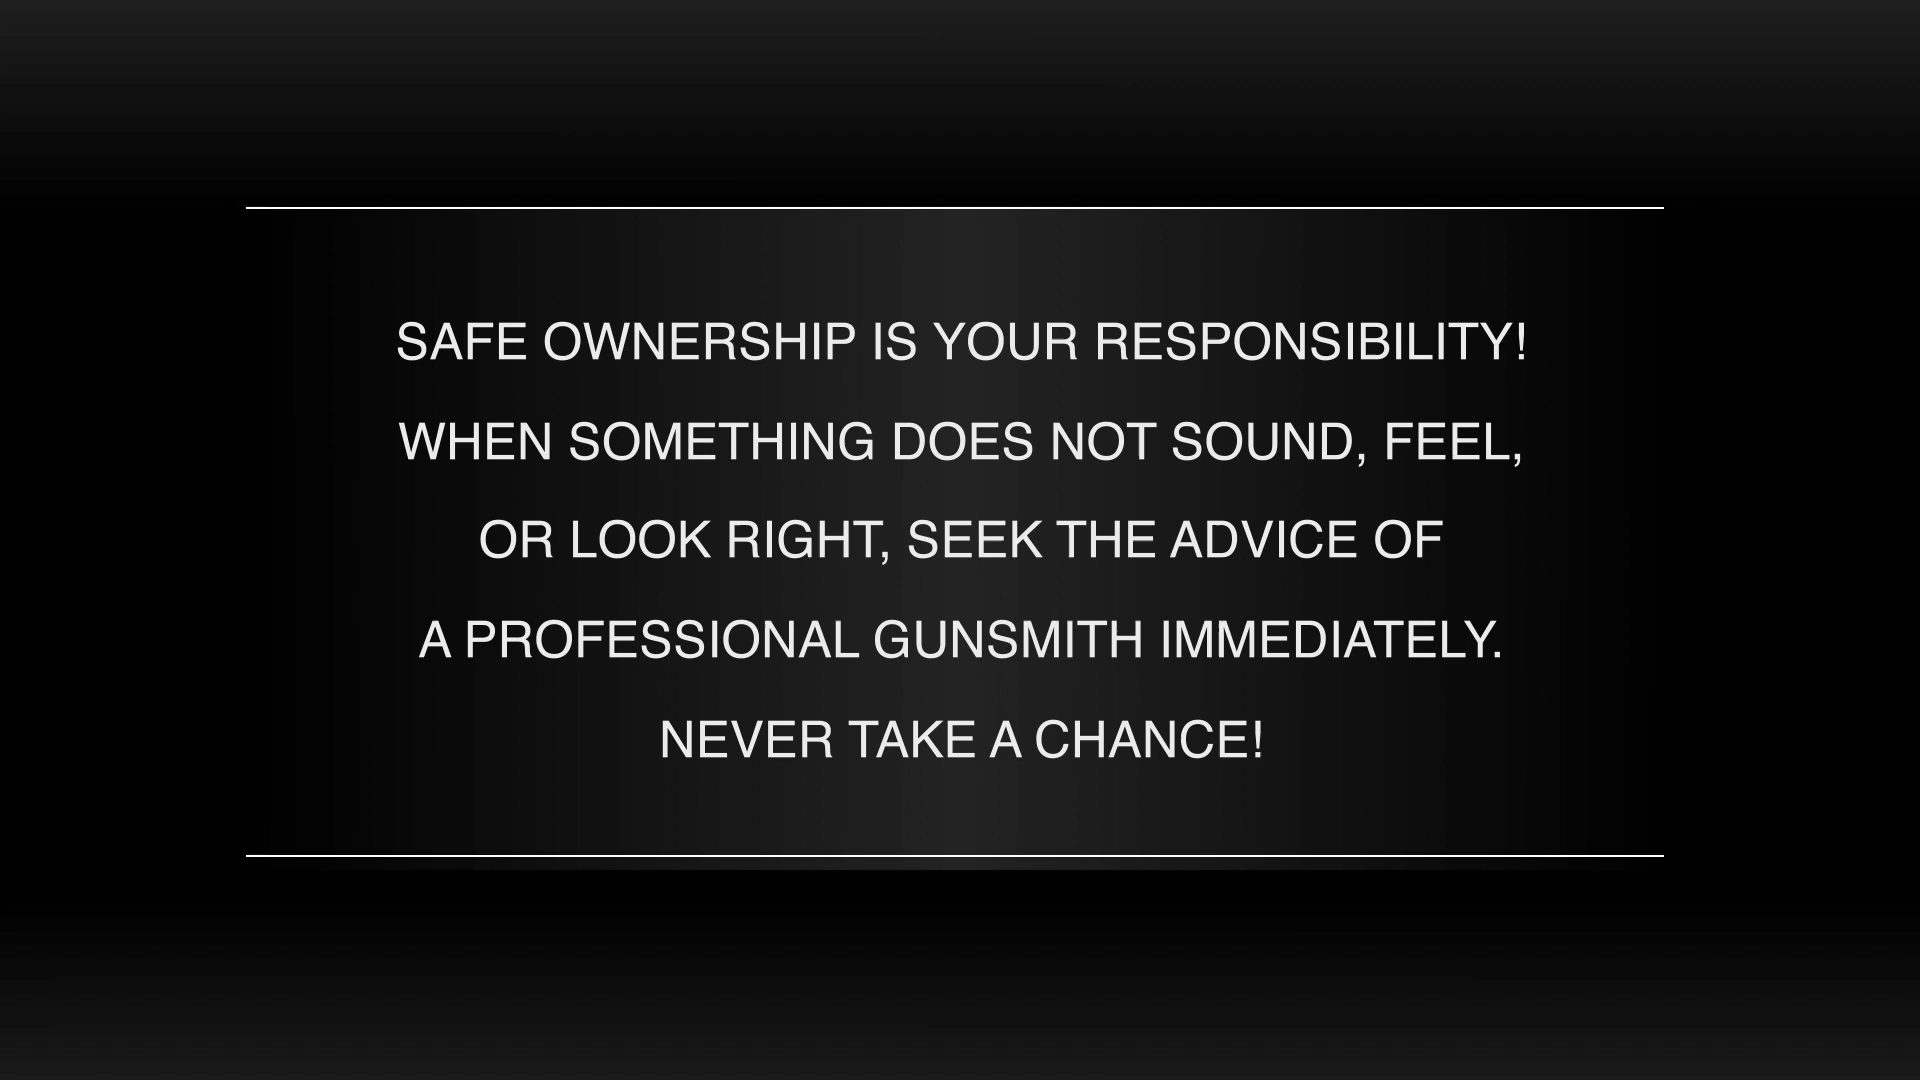 SAFE OWNERSHIP IS YOUR RESPONSIBILITY!
WHEN SOMETHING DOES NOT SOUND, FEEL,
OR LOOK RIGHT, SEEK THE ADVICE OF
A PROFESSIONAL GUNSMITH IMMEDIATELY.
NEVER TAKE A CHANCE!